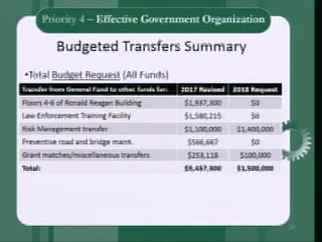 Priority 4 – Effective Government Organization
Budgeted Transfers Summary
•Total Budget Request (All Funds)
Transfer from General Fund to other funds for: 2017 Revised 2018 Request
Floors 4-6 of Ronald Reagan Building $1,937,300 $0
Law Enforcement Training Facility $1,580,215 $0
Risk Management transfer $1,100,000 $1,400,000
Preventive road and bridge maint. $566,667 $0
Grant matches/miscellaneous transfers $253,118 $100,000
Total: $1,500,000